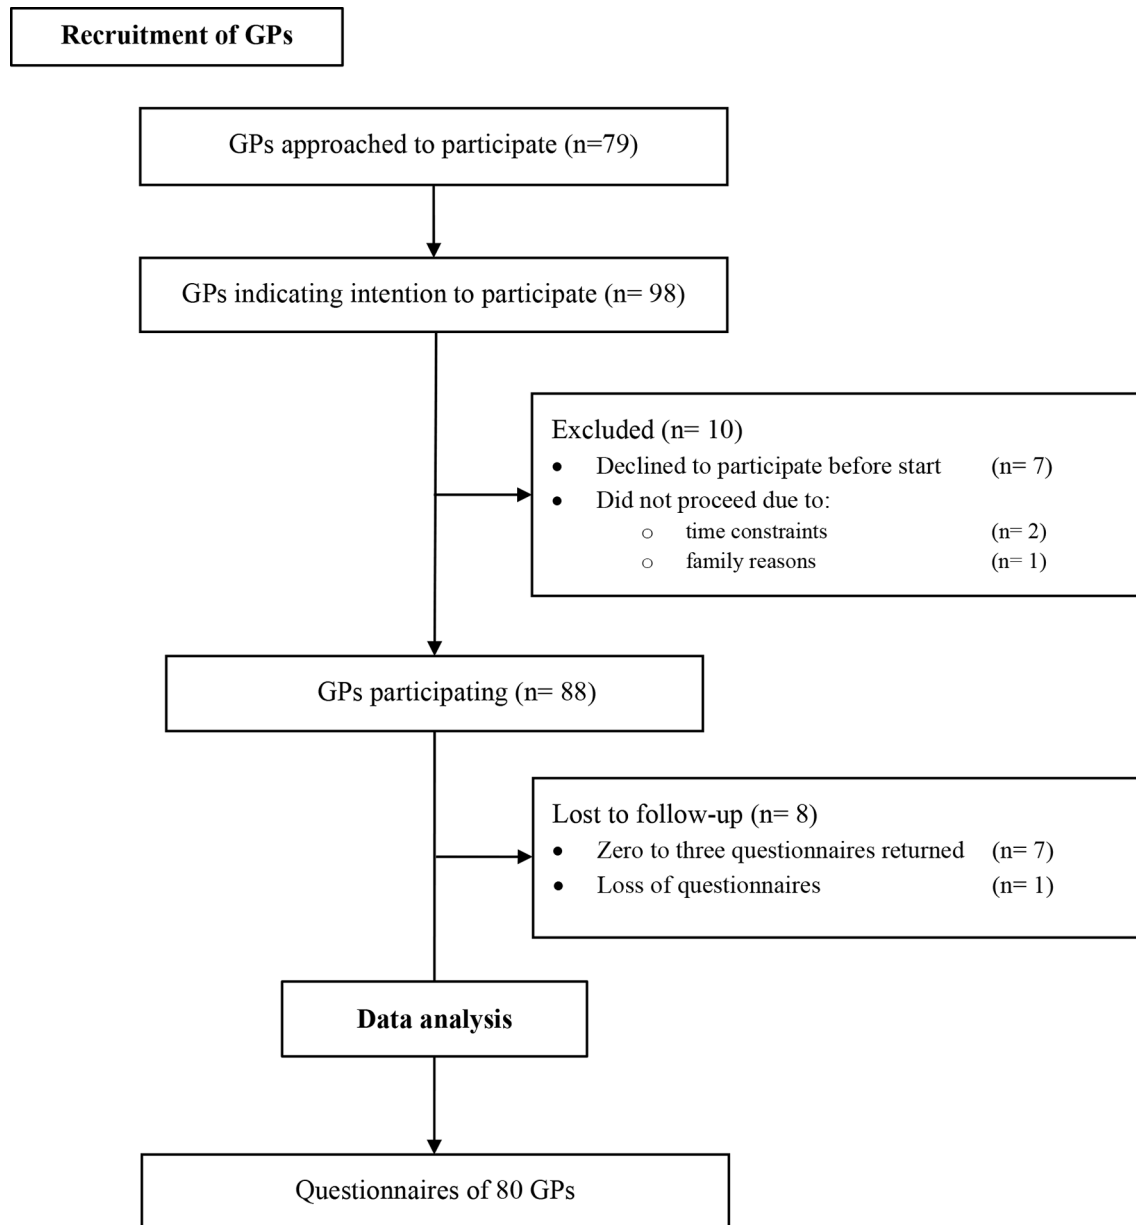 Recruitment of GPs
GPs approached to participate (n=79)
GPs indicating intention to participate (n= 98)
Excluded (n= 10)
• Declined to participate before start (n= 7)
• Did not proceed due to:
o time constraints (n= 2)
o family reasons (n= 1)
GPs participating (n= 88)
Lost to follow-up (n= 8)
• Zero to three questionnaires returned (n= 7)
• Loss of questionnaires (n= 1)
Data analysis
Questionnaires of 80 GPs